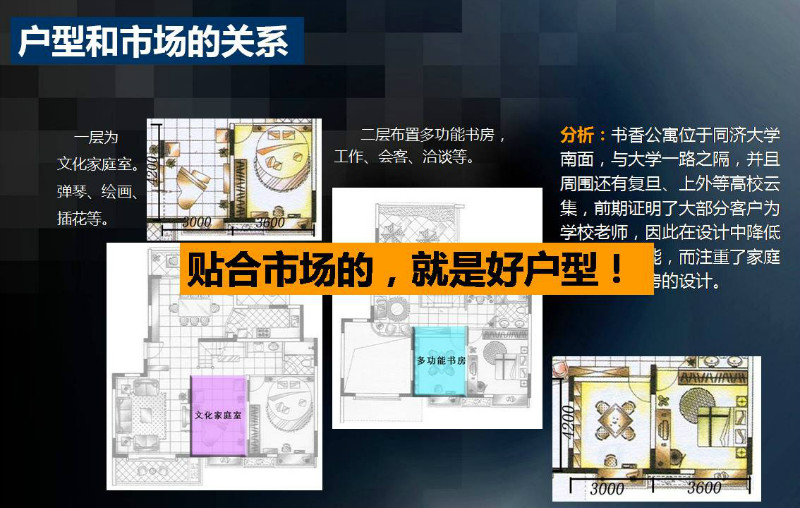 户型和市场的关系
一层为
文化家庭室。
弹琴、绘画、
插花等。
4200
3000
3600
二层布置多功能书房，
工作、会客、洽谈等。
分析：书香公寓位于同济大学
南面，与大学一路之隔，并且
周围还有复旦、上外等高校云
集，前期证明了大部分客户为
学校老师，因此在设计中降低
能，而注重了家庭
房的设计。
贴合市场的，就是好户型！
文化家庭室
多功能书房
4200
3000
3600